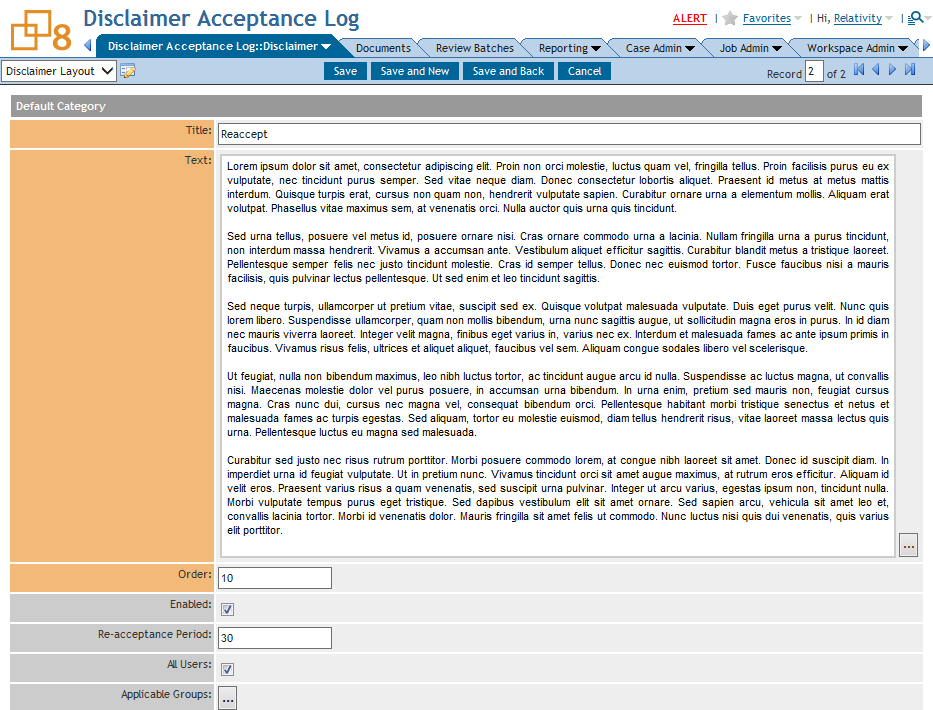 8
Disclaimer Acceptance Log
ALERT | Favorites | Hi, Relativity |
Disclaimer Acceptance Log::Disclaimer Documents Review Batches Reporting Case Admin Job Admin Workspace Admin
Disclaimer Layout Save Save and New Save and Back Cancel Record 2 of 2
Default Category
Title: Reaccept
Text: Lorem ipsum dolor sit amet, consectetur adipiscing elit. Proin non orci molestie, luctus quam vel, fringilla tellus. Proin facilisis purus eu ex
vulputate, nec tincidunt purus semper. Sed vitae neque diam. Donec consectetur lobortis aliquet. Praesent id metus at metus mattis
interdum. Quisque turpis erat, cursus non quam non, hendrerit vulputate sapien. Curabitur ornare urna a elementum mollis. Aliquam erat
volutpat. Phasellus vitae maximus sem, at venenatis orci. Nulla auctor quis urna quis tincidunt.
Sed urna tellus, posuere vel metus id, posuere ornare nisi. Cras ornare commodo urna a lacinia. Nullam fringilla urna a purus tincidunt,
non interdum massa hendrerit. Vivamus a accumsan ante. Vestibulum aliquet efficitur sagittis. Curabitur blandit metus a tristique laoreet.
Pellentesque semper felis nec justo tincidunt molestie. Cras id semper tellus. Donec nec euismod tortor. Fusce faucibus nisi a mauris
facilisis, quis pulvinar lectus pellentesque. Ut sed enim et leo tincidunt sagittis.
Sed neque turpis, ullamcorper ut pretium vitae, suscipit sed ex. Quisque volutpat malesuada vulputate. Duis eget purus velit. Nunc quis
lorem libero. Suspendisse ullamcorper, quam non mollis bibendum, urna nunc sagittis augue, ut sollicitudin magna eros in purus. In id diam
nec mauris viverra laoreet. Integer velit magna, finibus eget varius in, varius nec ex. Interdum et malesuada fames ac ante ipsum primis in
faucibus. Vivamus risus felis, ultrices et aliquet aliquet, faucibus vel sem. Aliquam congue sodales libero vel scelerisque.
Ut feugiat, nulla non bibendum maximus, leo nibh luctus tortor, ac tincidunt augue arcu id nulla. Suspendisse ac luctus magna, ut convallis
nisi. Maecenas molestie dolor vel purus posuere, in accumsan urna bibendum. In urna enim, pretium sed mauris non, feugiat cursus
magna. Cras nunc dui, cursus nec magna vel, consequat bibendum orci. Pellentesque habitant morbi tristique senectus et netus et
malesuada fames ac turpis egestas. Sed aliquam, tortor eu molestie euismod, diam tellus hendrerit risus, vitae laoreet massa lectus quis
urna. Pellentesque luctus eu magna sed malesuada.
Curabitur sed justo nec risus rutrum porttitor. Morbi posuere commodo lorem, at congue nibh laoreet sit amet. Donec id suscipit diam. In
imperdiet urna id feugiat vulputate. Ut in pretium nunc. Vivamus tincidunt orci sit amet augue maximus, at rutrum eros efficitur. Aliquam id
velit eros. Praesent varius risus a quam venenatis, sed suscipit urna pulvinar. Integer ut arcu varius, egestas ipsum non, tincidunt nulla.
Morbi vulputate tempus purus eget tristique. Sed dapibus vestibulum elit sit amet ornare. Sed sapien arcu, vehicula sit amet leo et,
convallis lacinia tortor. Morbi id venenatis dolor. Mauris fringilla sit amet felis ut commodo. Nunc luctus nisi quis dui venenatis, quis varius
elit porttitor.
...
Order: 10
Enabled:
Re-acceptance Period: 30
All Users:
Applicable Groups: ...